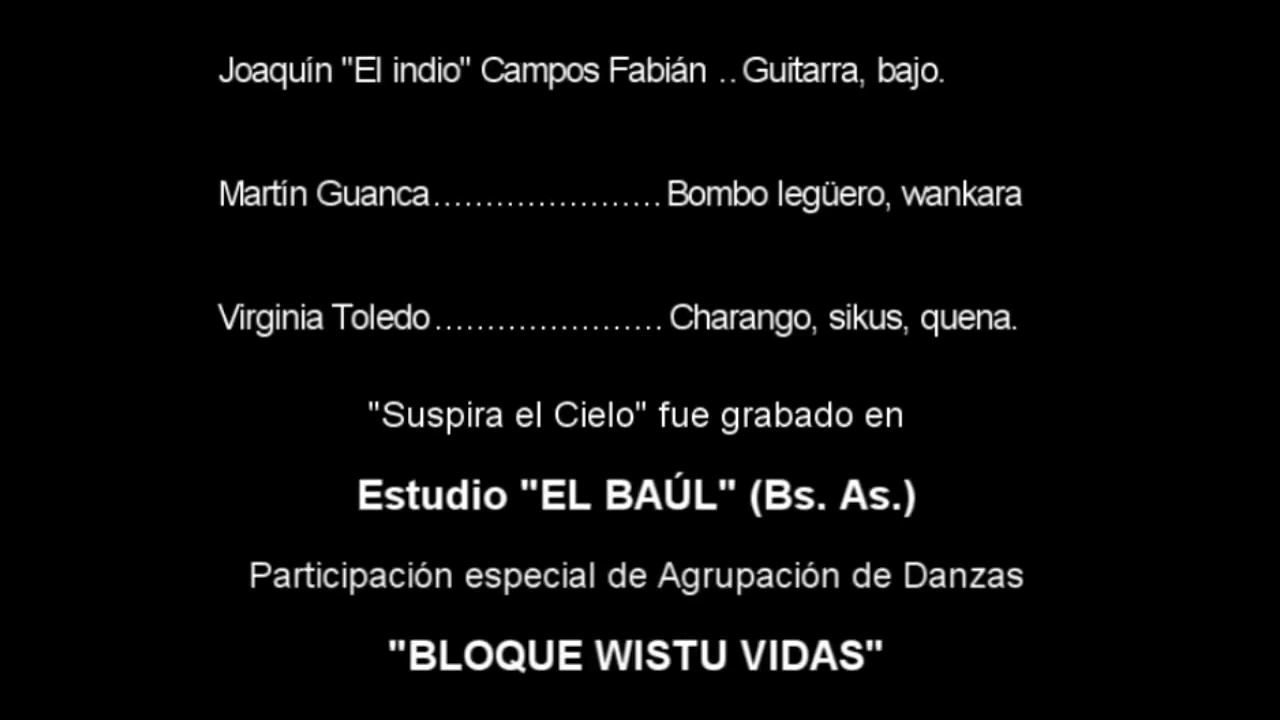 Joaquín "El indio" Campos Fabián .. Guitarra, bajo.
Martín Guanca...................... Bombo legüero, wankara
Virginia Toledo...................... Charango, sikus, quena.
"Suspira el Cielo" fue grabado en
Estudio "EL BAÚL" (Bs. As.)
Participación especial de Agrupación de Danzas
"BLOQUE WISTU VIDAS"